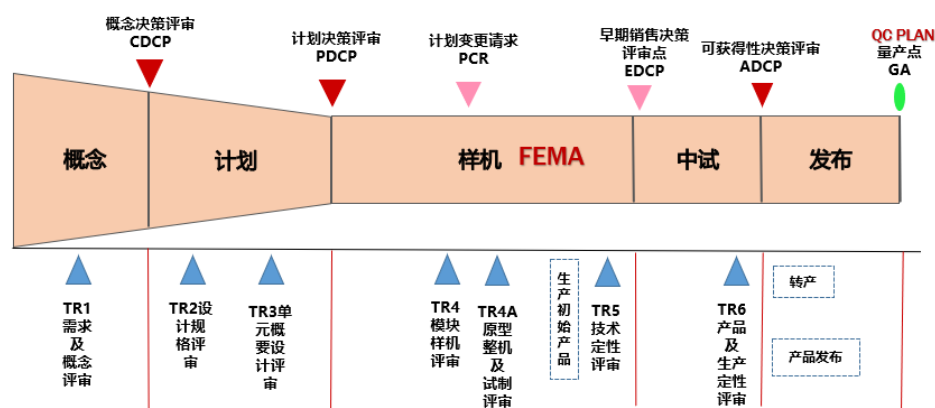 概念决策评审
CDCP
计划决策评审
PDCP
计划变更请求
PCR
早期销售决策
评审点
EDCP
可获得性决策评审
ADCP
QC PLAN
量产点
GA
概念
计划
样机 FEMA
中试
发布
TR1
需求
及
概念
评审
TR2设
计规
格评
审
TR3单
元概
要设
计评
审
TR4
模块
样机
评审
TR4A
原型
整机
及
试制
评审
生
产
初
始
产
品
TR5
技术
定性
评审
TR6
产品
及
生产
定性
评审
转产
产品发布